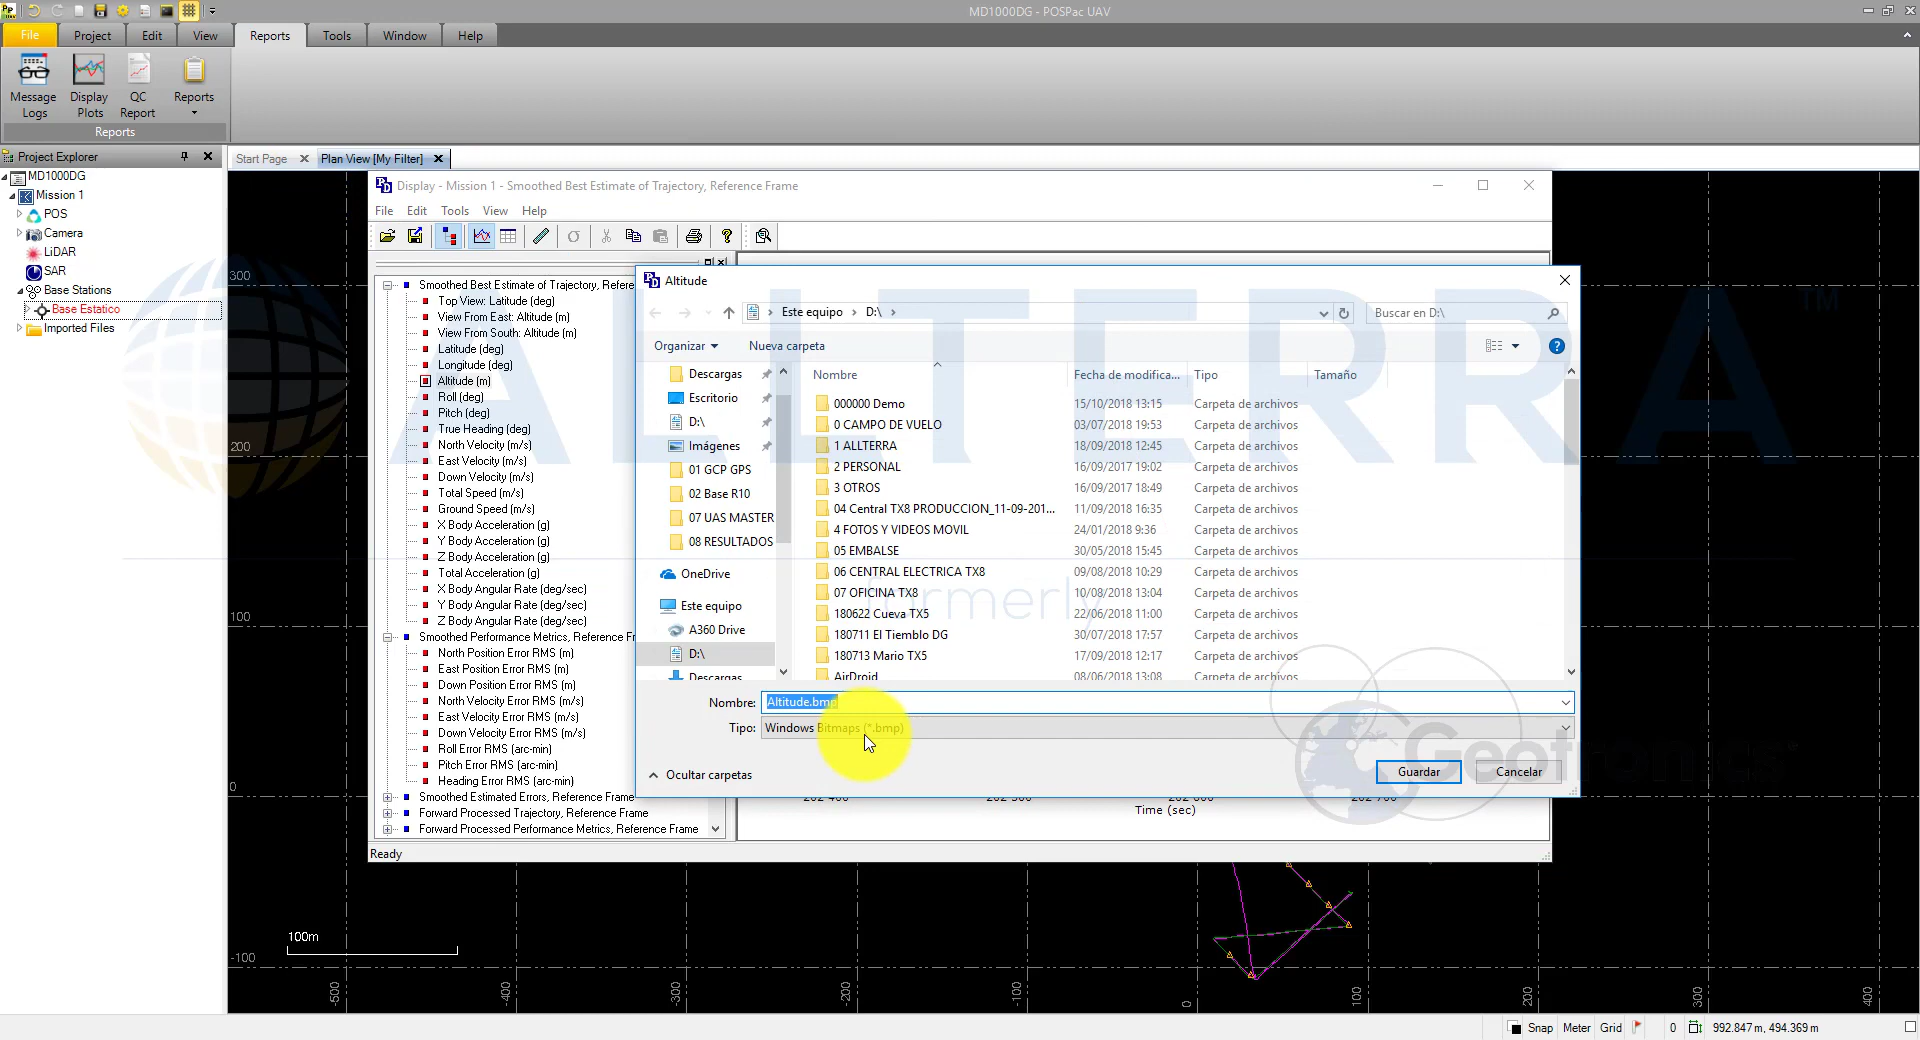 MD1000DG - POSPac UAV
File Project Edit View Reports Tools Window Help
Message Logs
Display Plots
QC Report
Reports
Reports
Project Explorer
MD1000DG
Mission 1
POS
Camera
LiDAR
SAR
Base Stations
Base Estatico
Imported Files
Start Page
Plan View [My Filter]
Display - Mission 1 - Smoothed Best Estimate of Trajectory, Reference Frame
File Edit Tools View Help
Smoothed Best Estimate of Trajectory, Refere
Top View: Latitude (deg)
View From East: Altitude (m)
View From South: Altitude (m)
Latitude (deg)
Longitude (deg)
Altitude (m)
Roll (deg)
Pitch (deg)
True Heading (deg)
North Velocity (m/s)
East Velocity (m/s)
Down Velocity (m/s)
Total Speed (m/s)
Ground Speed (m/s)
X Body Acceleration (g)
Y Body Acceleration (g)
Z Body Acceleration (g)
Total Acceleration (g)
X Body Angular Rate (deg/sec)
Y Body Angular Rate (deg/sec)
Z Body Angular Rate (deg/sec)
Smoothed Performance Metrics, Reference Fr
North Position Error RMS (m)
East Position Error RMS (m)
Down Position Error RMS (m)
North Velocity Error RMS (m/s)
East Velocity Error RMS (m/s)
Down Velocity Error RMS (m/s)
Roll Error RMS (arc-min)
Pitch Error RMS (arc-min)
Heading Error RMS (arc-min)
Smoothed Estimated Errors, Reference Frame
Forward Processed Trajectory, Reference Frame
Forward Processed Performance Metrics, Reference Frame
Ready
Altitude
Este equipo > D:\ >
Buscar en D:\
Organizar
Nueva carpeta
Descargas
Escritorio
D:\
Imágenes
01 GCP GPS
02 Base R10
07 UAS MASTER
08 RESULTADOS
OneDrive
Este equipo
A360 Drive
D:\
Descargas
Nombre Fecha de modifica... Tipo Tamaño
000000 Demo 15/10/2018 13:15 Carpeta de archivos
0 CAMPO DE VUELO 03/07/2018 19:53 Carpeta de archivos
1 ALLTERRA 18/09/2018 12:45 Carpeta de archivos
2 PERSONAL 16/09/2017 19:02 Carpeta de archivos
3 OTROS 16/09/2017 18:49 Carpeta de archivos
04 Central TX8 PRODUCCION_11-09-201... 11/09/2018 16:35 Carpeta de archivos
4 FOTOS Y VIDEOS MOVIL 24/01/2018 9:36 Carpeta de archivos
05 EMBALSE 30/05/2018 15:45 Carpeta de archivos
06 CENTRAL ELECTRICA TX8 09/08/2018 10:29 Carpeta de archivos
07 OFICINA TX8 10/08/2018 13:04 Carpeta de archivos
180622 Cueva TX5 22/06/2018 11:00 Carpeta de archivos
180711 El Tiemblo DG 30/07/2018 17:57 Carpeta de archivos
180713 Mario TX5 17/09/2018 12:17 Carpeta de archivos
AirDroid 08/06/2018 13:08 Carpeta de archivos
Nombre: Altitude.bmp
Tipo: Windows Bitmaps (*.bmp)
Ocultar carpetas
Guardar
Cancelar
Time (sec)
ALLTERRA TM
formerly
Geotronics
300
200
100
0
-100
100m
-500 -400 -300 -200 -100 0 100 200 300 400
Snap Meter Grid 0 992.847 m, 494.369 m